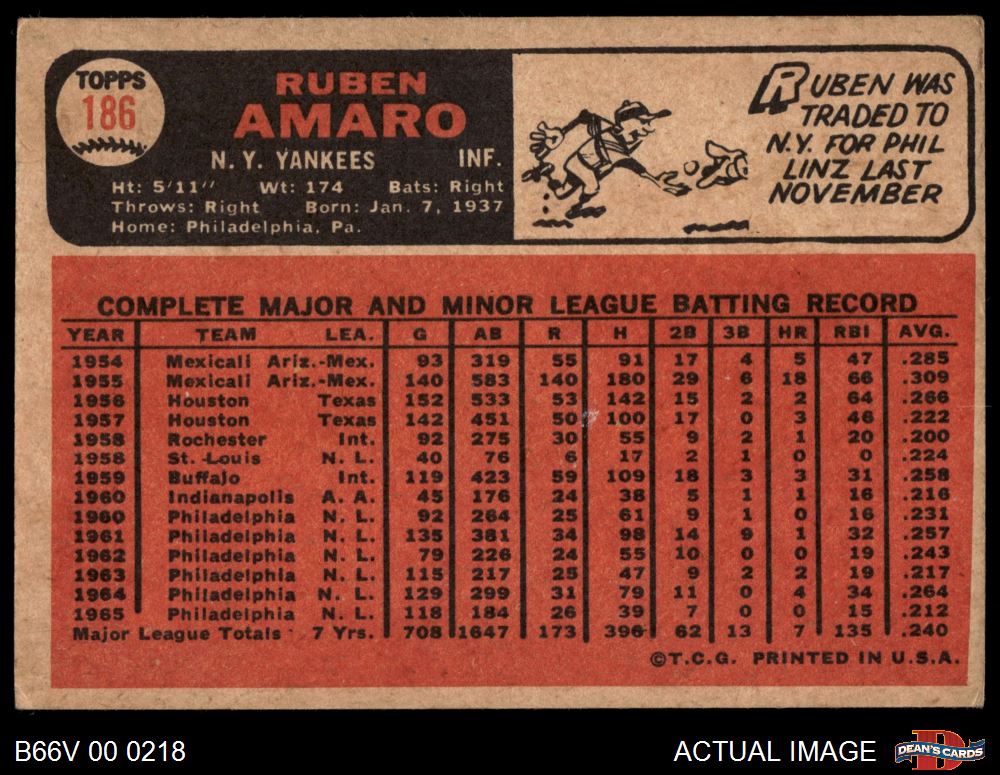 TOPPS
186
RUBEN
AMARO
N. Y. YANKEES INF.
Ht: 5'11" Wt: 174 Bats: Right
Throws: Right Born: Jan. 7, 1937
Home: Philadelphia, Pa.
RUBEN WAS
TRADED TO
N.Y. FOR PHIL
LINZ LAST
NOVEMBER
COMPLETE MAJOR AND MINOR LEAGUE BATTING RECORD
YEAR TEAM LEA. G AB R H 2B 3B HR RBI AVG.
1954 Mexicali Ariz.-Mex. 93 319 55 91 17 4 5 47 .285
1955 Mexicali Ariz.-Mex. 140 583 140 180 29 6 18 66 .309
1956 Houston Texas 152 533 53 142 15 2 2 64 .266
1957 Houston Texas 142 451 50 100 17 0 3 46 .222
1958 Rochester Int. 92 275 30 55 9 2 1 20 .200
1958 St. Louis N. L. 40 76 6 17 2 1 0 0 .224
1959 Buffalo Int. 119 423 59 109 18 3 3 31 .258
1960 Indianapolis A. A. 45 176 24 38 5 1 1 16 .216
1960 Philadelphia N. L. 92 264 25 61 9 1 0 16 .231
1961 Philadelphia N. L. 135 381 34 98 14 9 1 32 .257
1962 Philadelphia N. L. 79 226 24 55 10 0 0 19 .243
1963 Philadelphia N. L. 115 217 25 47 9 2 2 19 .217
1964 Philadelphia N. L. 129 299 31 79 11 0 4 34 .264
1965 Philadelphia N. L. 118 184 26 39 7 0 0 15 .212
Major League Totals 7 Yrs. 708 1647 173 396 62 13 7 135 .240
©T.C.G. PRINTED IN U.S.A.
B66V 00 0218 ACTUAL IMAGE DEAN'S CARDS